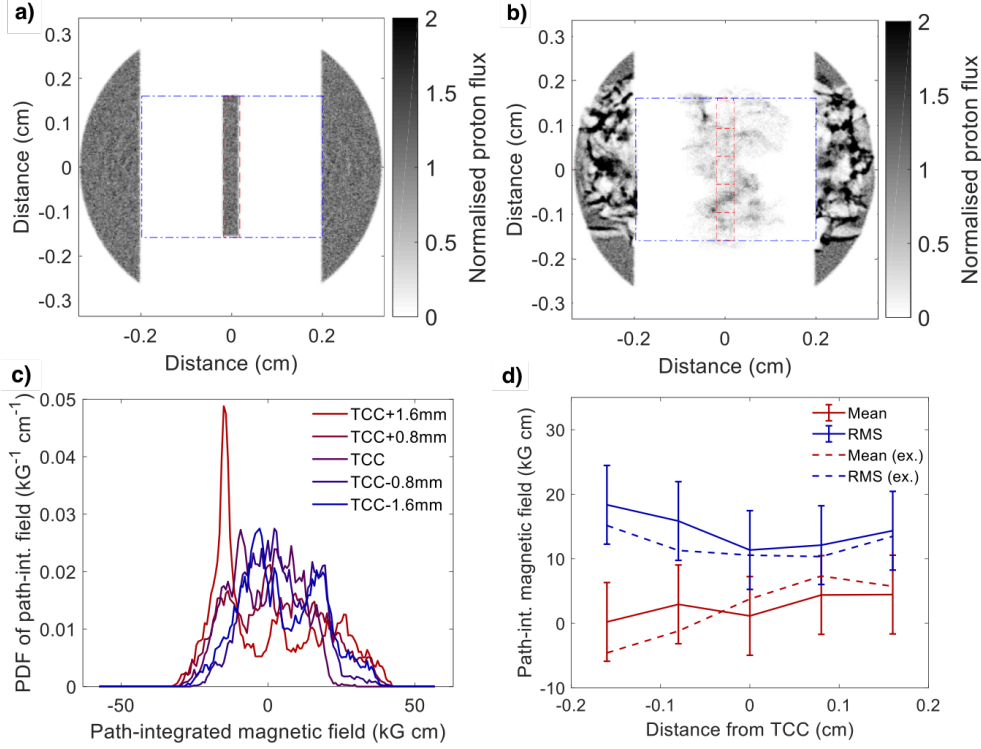 a)
0.3
0.2
0.1
0
-0.1
-0.2
-0.3
Distance (cm)
-0.2
0
0.2
Distance (cm)
2
1.5
1
0.5
0
Normalised proton flux
b)
0.3
0.2
0.1
0
-0.1
-0.2
-0.3
Distance (cm)
-0.2
0
0.2
Distance (cm)
2
1.5
1
0.5
0
Normalised proton flux
c)
0.05
0.04
0.03
0.02
0.01
0
PDF of path-int. field (kG⁻¹ cm⁻¹)
TCC+1.6mm
TCC+0.8mm
TCC
TCC-0.8mm
TCC-1.6mm
-50
0
50
Path-integrated magnetic field (kG cm)
d)
30
20
10
0
-10
Path-int. magnetic field (kG cm)
Mean
RMS
Mean (ex.)
RMS (ex.)
-0.2
-0.1
0
0.1
0.2
Distance from TCC (cm)